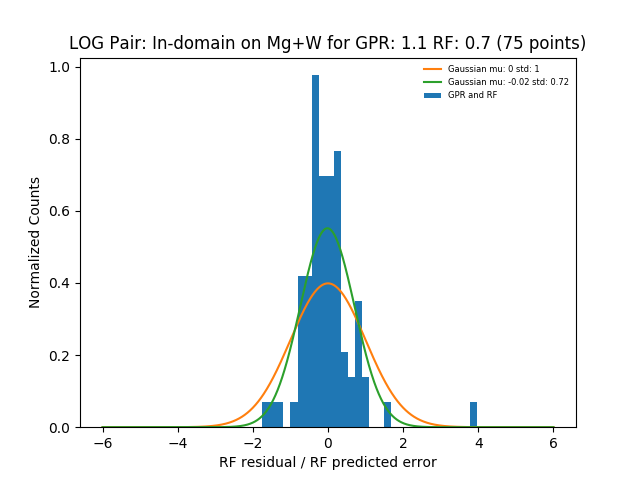 LOG Pair: In-domain on Mg+W for GPR: 1.1 RF: 0.7 (75 points)
Gaussian mu: 0 std: 1
Gaussian mu: -0.02 std: 0.72
GPR and RF
Normalized Counts
1.0
0.8
0.6
0.4
0.2
0.0
−6 −4 −2 0 2 4 6
RF residual / RF predicted error